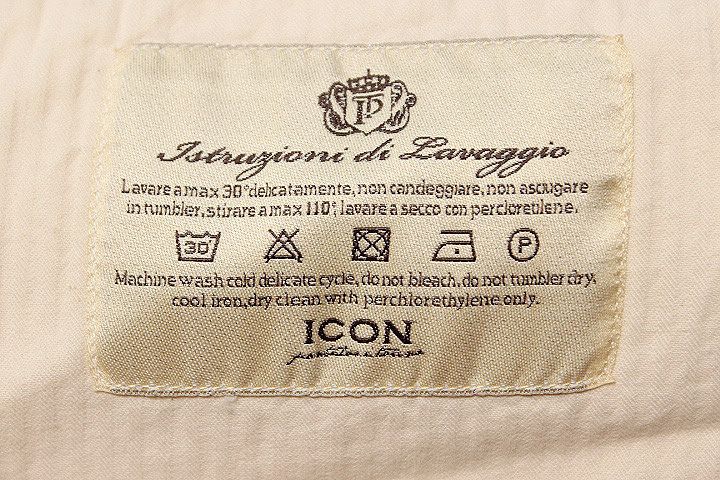 Istruzioni di Lavaggio
Lavare a max 30° delicatamente, non candeggiare, non asciugare
in tumbler, stirare a max 110°, lavare a secco con percloretilene.
30°
P
Machine wash cold delicate cycle, do not bleach, do not tumbler dry,
cool iron, dry clean with perchlorethylene only.
ICON